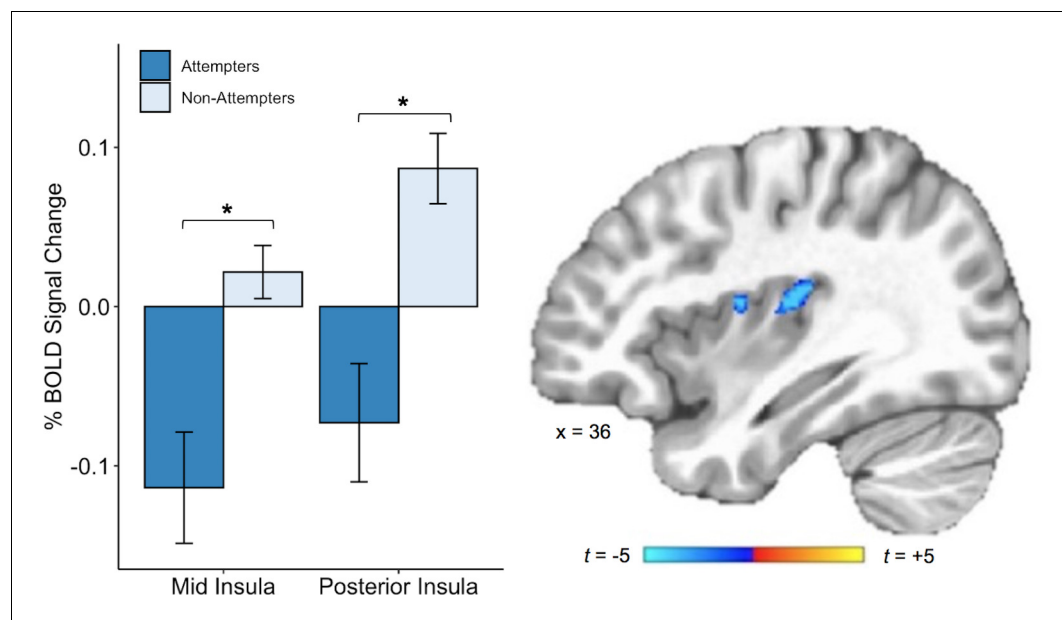 Attempters
Non-Attempters
*
*
0.1
0.0
-0.1
% BOLD Signal Change
Mid Insula
Posterior Insula
x = 36
t = -5
t = +5